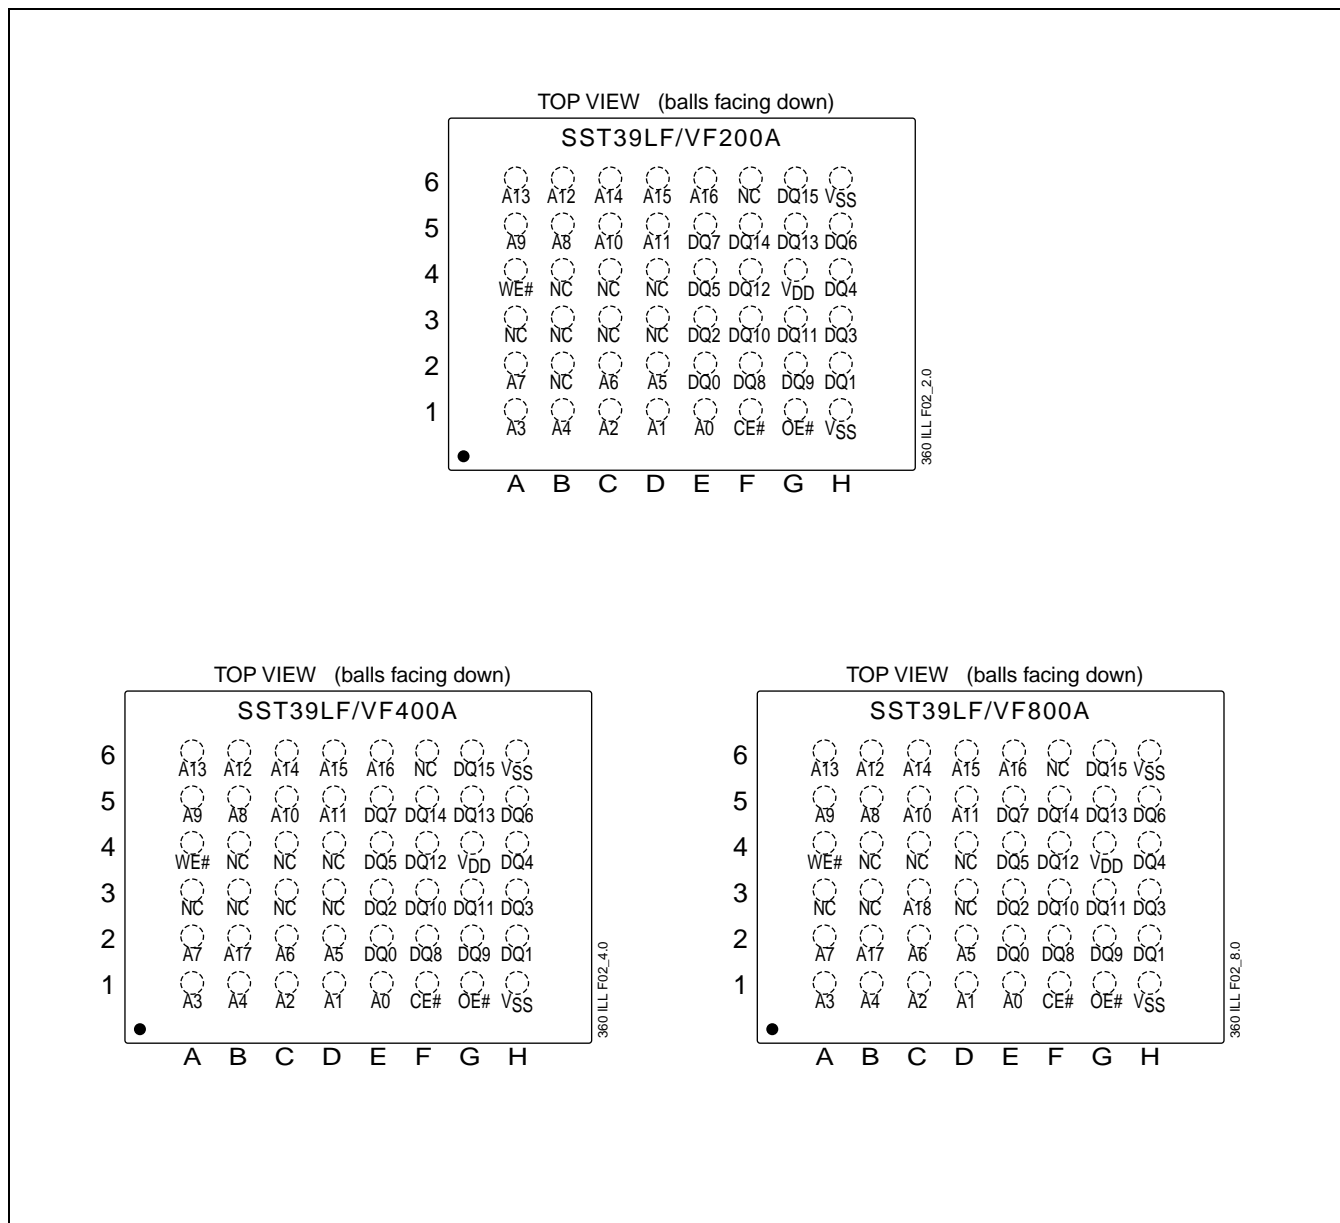 TOP VIEW (balls facing down)
SST39LF/VF200A
6 A13 A12 A14 A15 A16 NC DQ15 VSS
5 A9 A8 A10 A11 DQ7 DQ14 DQ13 DQ6
4 WE# NC NC NC DQ5 DQ12 VDD DQ4
3 NC NC NC NC DQ2 DQ10 DQ11 DQ3
2 A7 NC A6 A5 DQ0 DQ8 DQ9 DQ1
1 A3 A4 A2 A1 A0 CE# OE# VSS
A B C D E F G H
360 ILL F02_2.0
TOP VIEW (balls facing down)
SST39LF/VF400A
6 A13 A12 A14 A15 A16 NC DQ15 VSS
5 A9 A8 A10 A11 DQ7 DQ14 DQ13 DQ6
4 WE# NC NC NC DQ5 DQ12 VDD DQ4
3 NC NC NC NC DQ2 DQ10 DQ11 DQ3
2 A7 A17 A6 A5 DQ0 DQ8 DQ9 DQ1
1 A3 A4 A2 A1 A0 CE# OE# VSS
A B C D E F G H
360 ILL F02_4.0
TOP VIEW (balls facing down)
SST39LF/VF800A
6 A13 A12 A14 A15 A16 NC DQ15 VSS
5 A9 A8 A10 A11 DQ7 DQ14 DQ13 DQ6
4 WE# NC NC NC DQ5 DQ12 VDD DQ4
3 NC NC A18 NC DQ2 DQ10 DQ11 DQ3
2 A7 A17 A6 A5 DQ0 DQ8 DQ9 DQ1
1 A3 A4 A2 A1 A0 CE# OE# VSS
A B C D E F G H
360 ILL F02_8.0